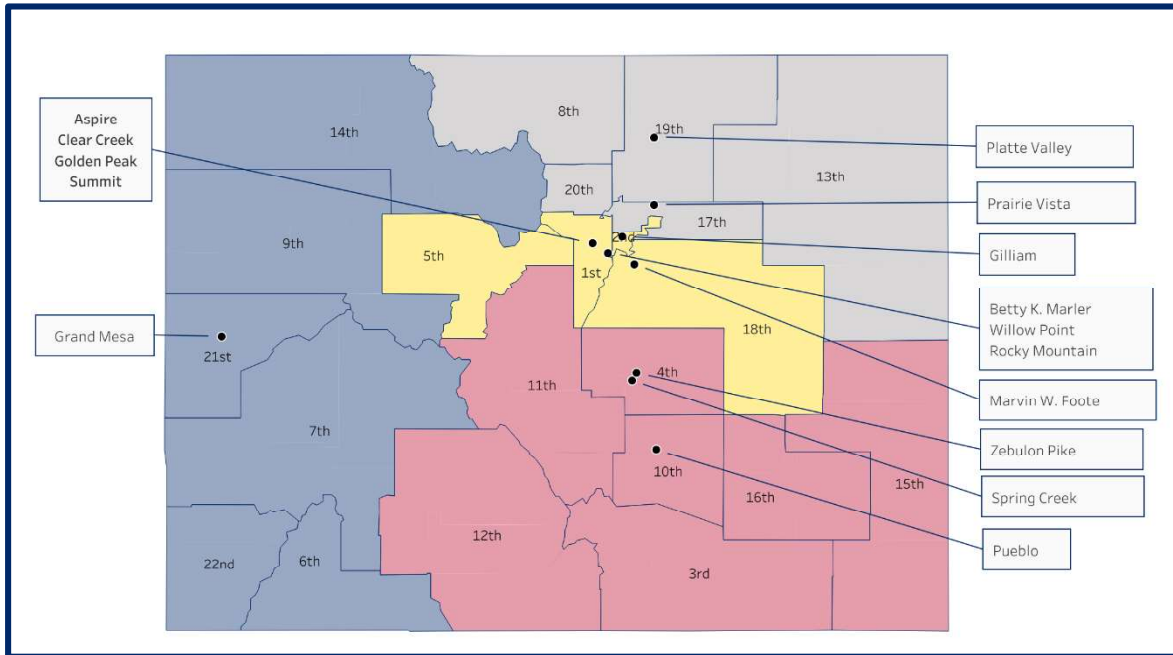 Aspire
Clear Creek
Golden Peak
Summit
Grand Mesa
14th
8th
19th
13th
20th
17th
9th
5th
1st
2nd
18th
21st
11th
4th
7th
10th
16th
15th
12th
22nd
6th
3rd
Platte Valley
Prairie Vista
Gilliam
Betty K. Marler
Willow Point
Rocky Mountain
Marvin W. Foote
Zebulon Pike
Spring Creek
Pueblo